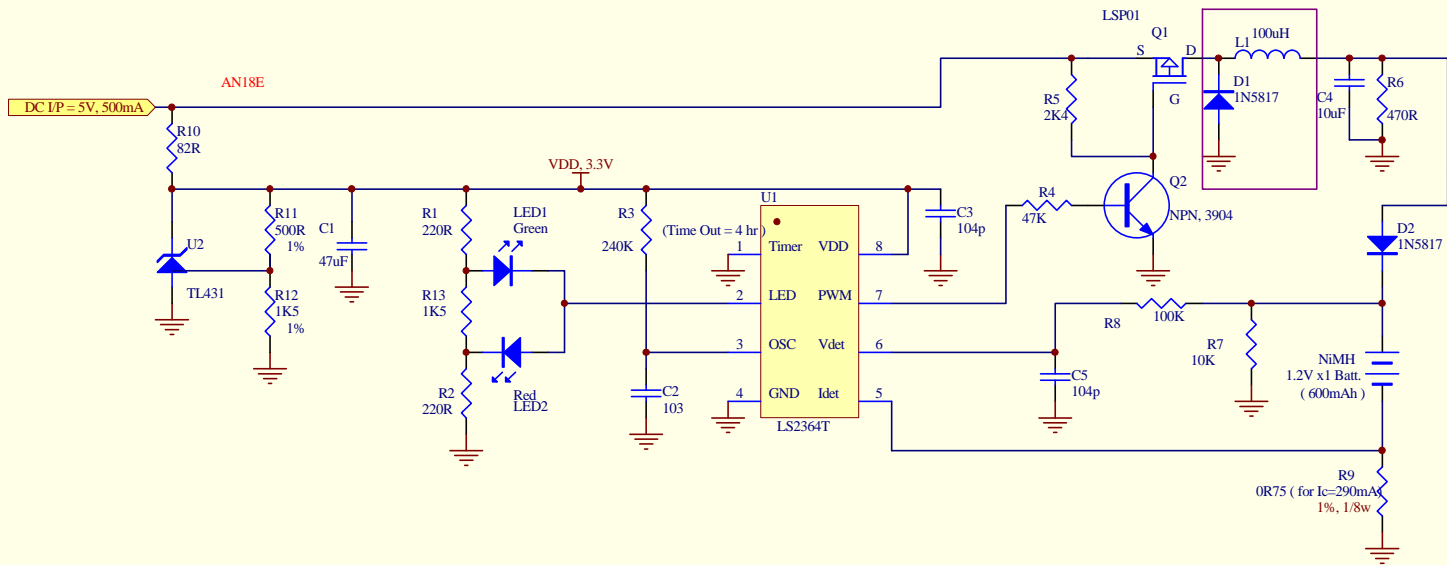 LSP01
Q1
S
D
G
L1
100uH
D1
1N5817
C4
10uF
R6
470R
R5
2K4
AN18E
DC I/P = 5V, 500mA
R10
82R
VDD, 3.3V
R11
500R
1%
C1
47uF
U2
TL431
R12
1K5
1%
R1
220R
LED1
Green
R13
1K5
Red
LED2
R2
220R
R3
240K
(Time Out = 4 hr )
C2
103
U1
1 Timer VDD 8
2 LED PWM 7
3 OSC Vdet 6
4 GND Idet 5
LS2364T
C3
104p
R4
47K
Q2
NPN, 3904
D2
1N5817
R8
100K
R7
10K
C5
104p
NiMH
1.2V x1 Batt.
( 600mAh )
R9
0R75 ( for Ic=290mA)
1%, 1/8w